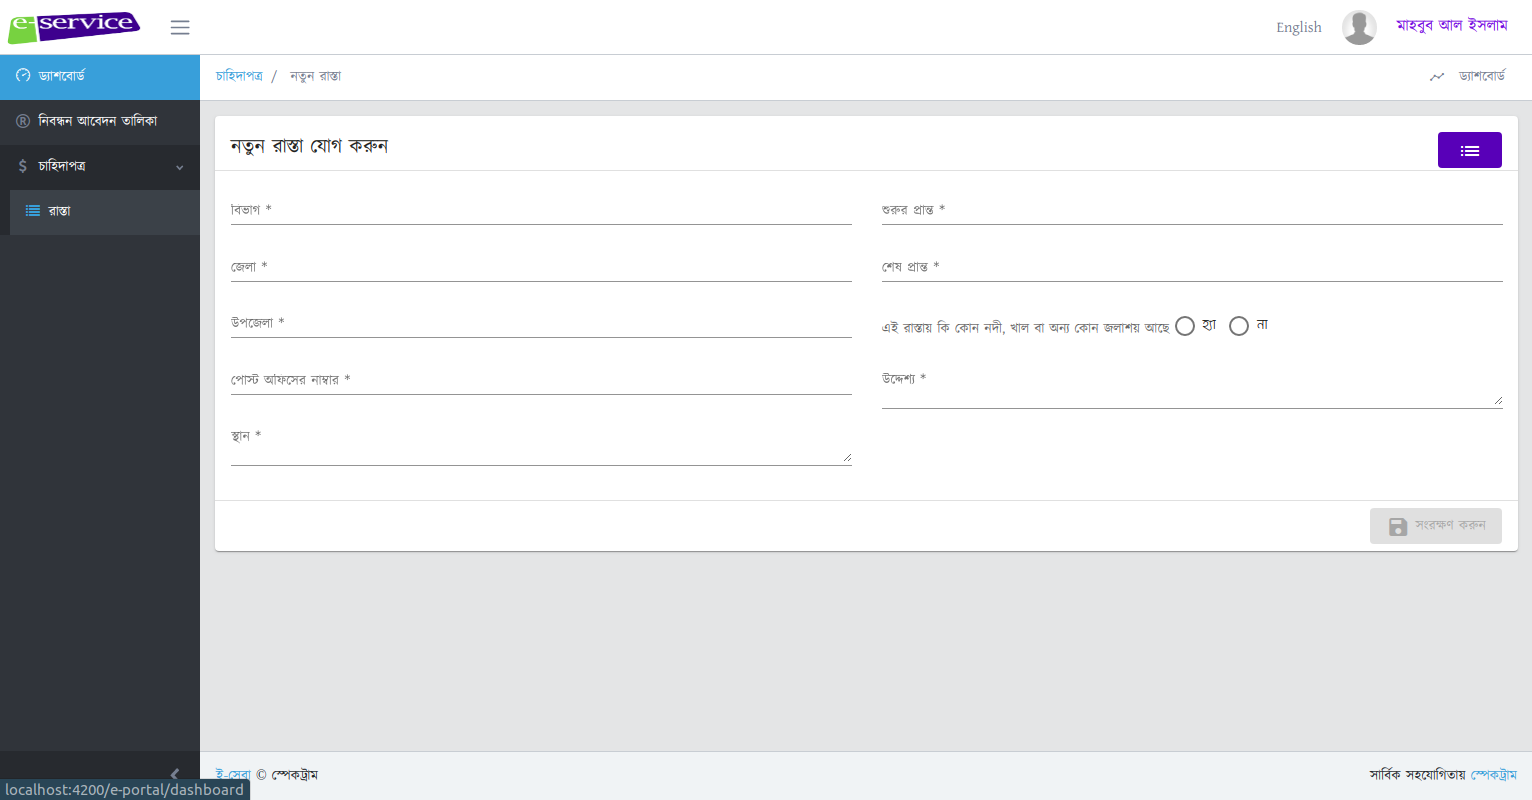 e-service
English
মাহবুব আল ইসলাম
ড্যাশবোর্ড
নিবন্ধন আবেদন তালিকা
চাহিদাপত্র
রাস্তা
চাহিদাপত্র / নতুন রাস্তা
ড্যাশবোর্ড
নতুন রাস্তা যোগ করুন
বিভাগ *
শুরুর প্রান্ত *
জেলা *
শেষ প্রান্ত *
উপজেলা *
এই রাস্তায় কি কোন নদী, খাল বা অন্য কোন জলাশয় আছে হ্যা না
পোস্ট অফিসের নাম্বার *
উদ্দেশ্য *
স্থান *
সংরক্ষণ করুন
ই-সেবা © স্পেকট্রাম
সার্বিক সহযোগিতায় স্পেকট্রাম
localhost:4200/e-portal/dashboard